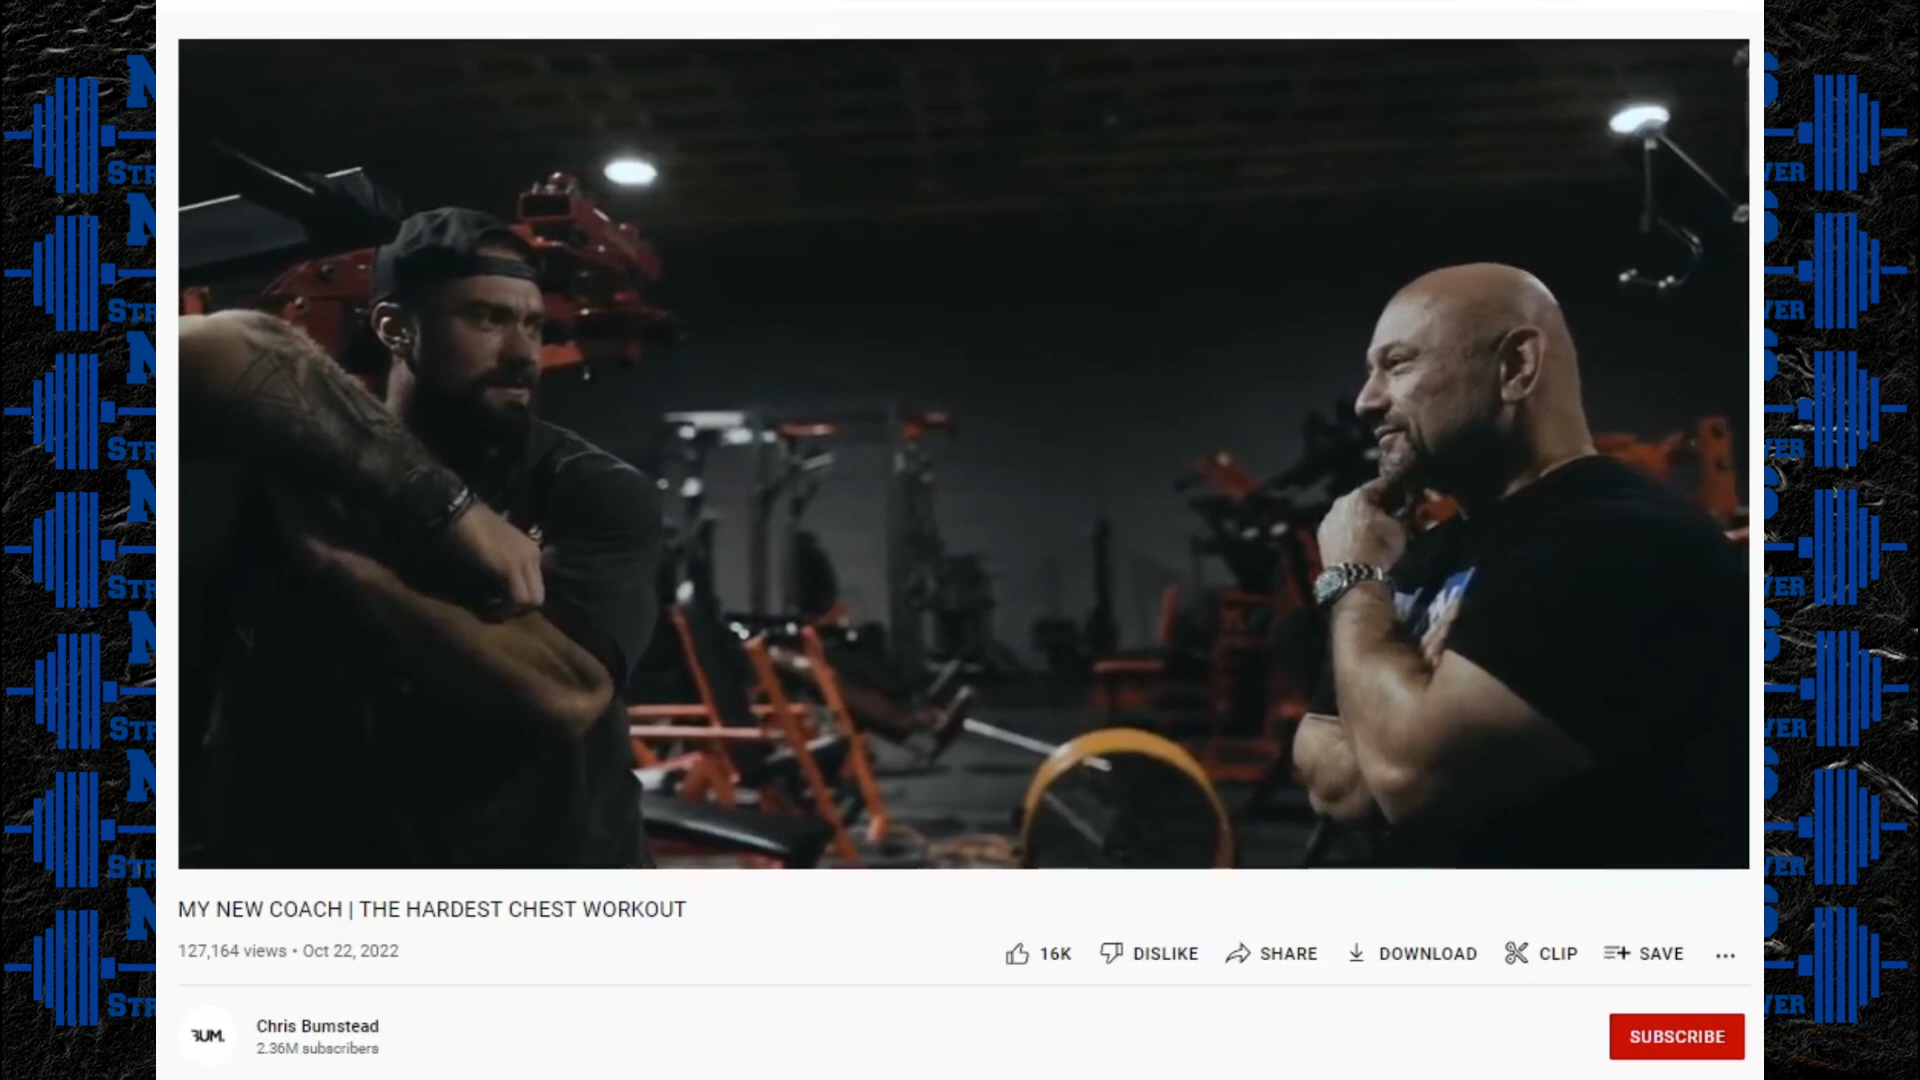 MY NEW COACH | THE HARDEST CHEST WORKOUT
127,164 views • Oct 22, 2022
16K
DISLIKE
SHARE
DOWNLOAD
CLIP
SAVE
BUM.
Chris Bumstead
2.36M subscribers
SUBSCRIBE